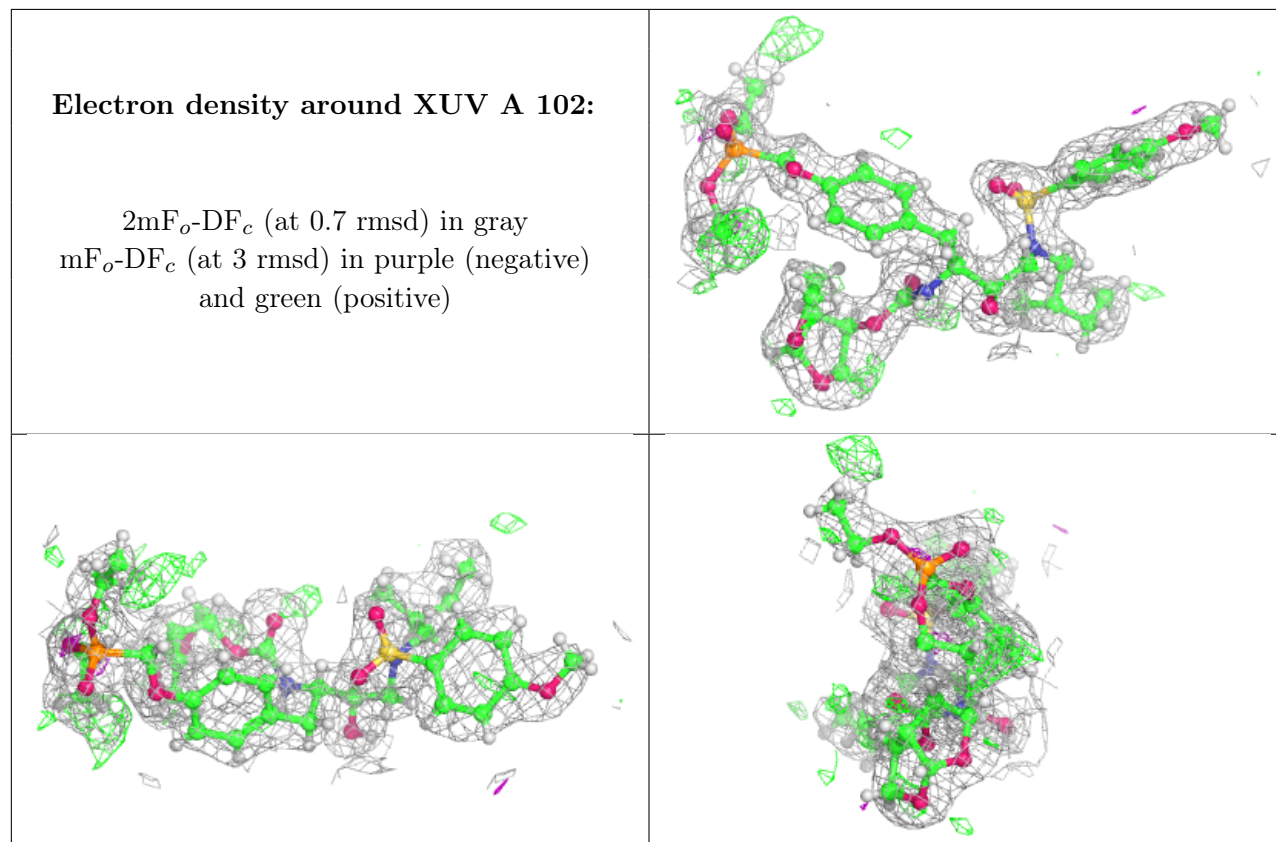 Electron density around XUV A 102:
2mFo-DFc (at 0.7 rmsd) in gray
mFo-DFc (at 3 rmsd) in purple (negative)
and green (positive)